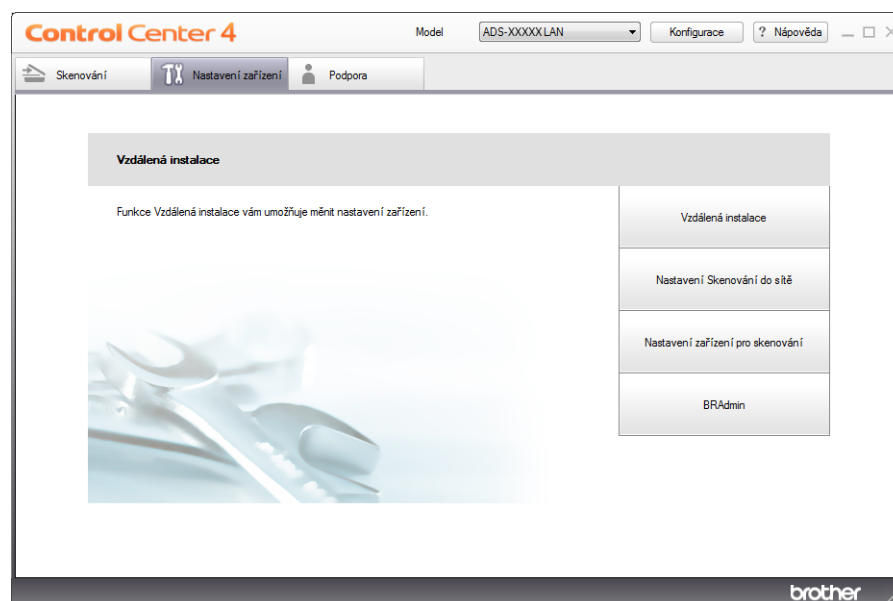 Control Center 4 Model ADS-XXXXX LAN Konfigurace ? Nápověda
Skenování Nastavení zařízení Podpora
Vzdálená instalace
Funkce Vzdálená instalace vám umožňuje měnit nastavení zařízení.
Vzdálená instalace
Nastavení Skenování do sítě
Nastavení zařízení pro skenování
BRAdmin
brother